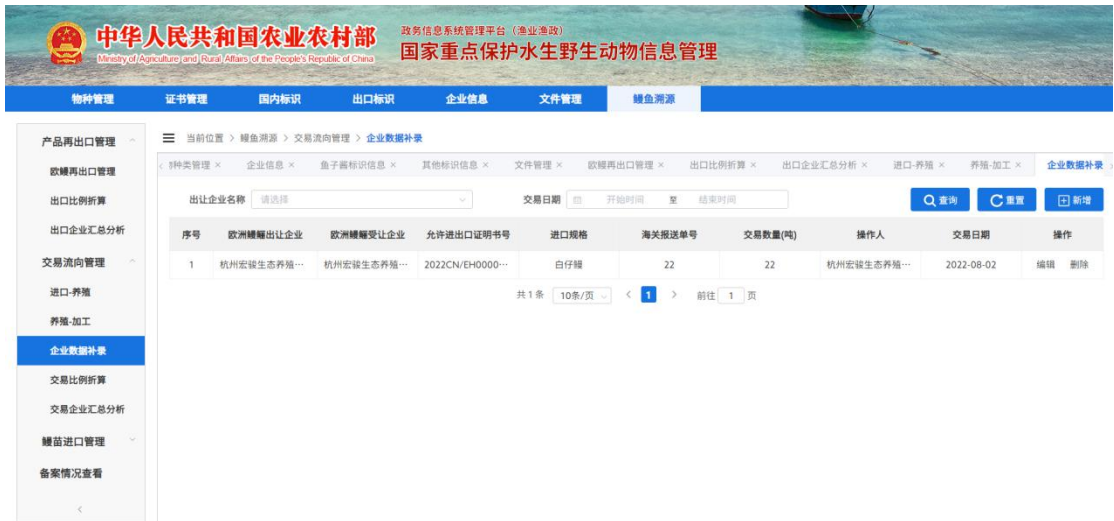 中华人民共和国农业农村部
Ministry of Agriculture and Rural Affairs of the People's Republic of China
政务信息系统管理平台（渔业渔政）
国家重点保护水生野生动物信息管理
物种管理 证书管理 国内标识 出口标识 企业信息 文件管理 鳗鱼溯源
产品再出口管理
欧鳗再出口管理
出口比例折算
出口企业汇总分析
交易流向管理
进口-养殖
养殖-加工
企业数据补录
交易比例折算
交易企业汇总分析
鳗苗进口管理
备案情况查看
当前位置 > 鳗鱼溯源 > 交易流向管理 > 企业数据补录
种类管理 × 企业信息 × 鱼子酱标识信息 × 其他标识信息 × 文件管理 × 欧鳗再出口管理 × 出口比例折算 × 出口企业汇总分析 × 进口-养殖 × 养殖-加工 × 企业数据补录
出让企业名称 请选择 交易日期 开始时间 至 结束时间 查询 重置 新增
序号 欧洲鳗鲡出让企业 欧洲鳗鲡受让企业 允许进出口证明书号 进口规格 海关报送单号 交易数量(吨) 操作人 交易日期 操作
1 杭州宏骏生态养殖… 杭州宏骏生态养殖… 2022CN/EH0000… 白仔鳗 22 22 杭州宏骏生态养殖… 2022-08-02 编辑 删除
共1条 10条/页 < 1 > 前往 1 页